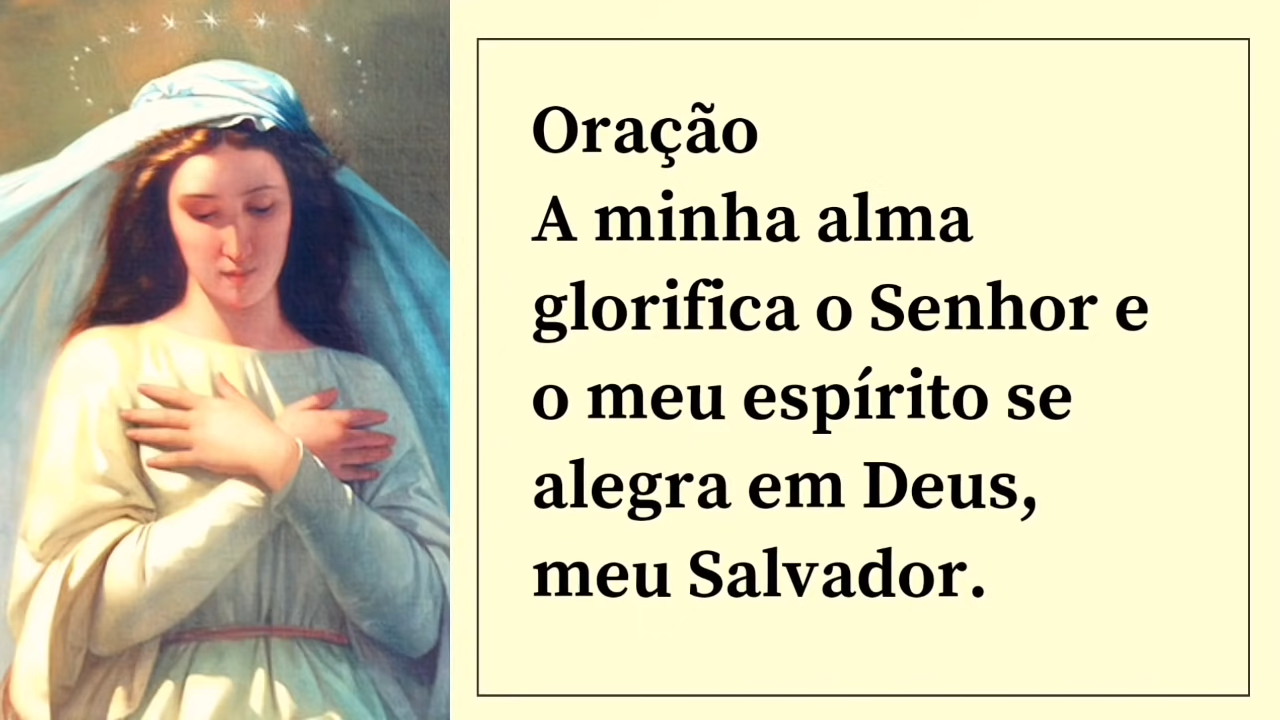 Oração
A minha alma
glorifica o Senhor e
o meu espírito se
alegra em Deus,
meu Salvador.